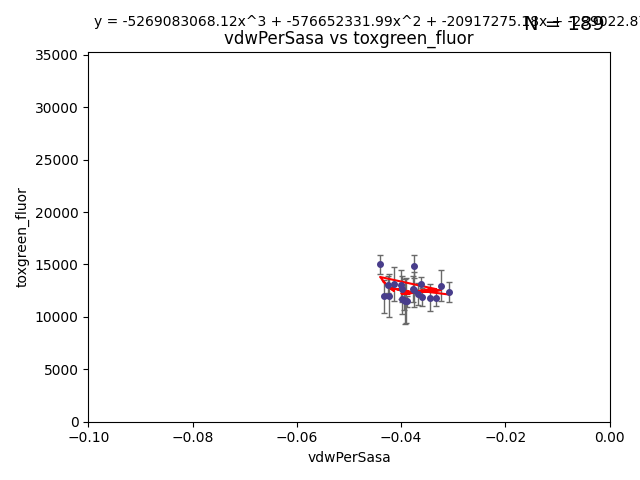 y = -5269083068.12x^3 + -576652331.99x^2 + -20917275.
N = 189
vdwPerSasa vs toxgreen_fluor
35000
30000
25000
20000
15000
10000
5000
0
toxgreen_fluor
−0.10
−0.08
−0.06
−0.04
−0.02
0.00
vdwPerSasa